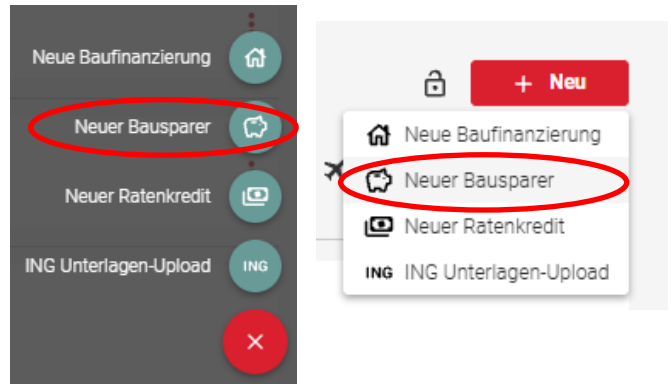 Neue Baufinanzierung
Neuer Bausparer
Neuer Ratenkredit
ING Unterlagen-Upload ING
+ Neu
Neue Baufinanzierung
Neuer Bausparer
Neuer Ratenkredit
ING ING Unterlagen-Upload